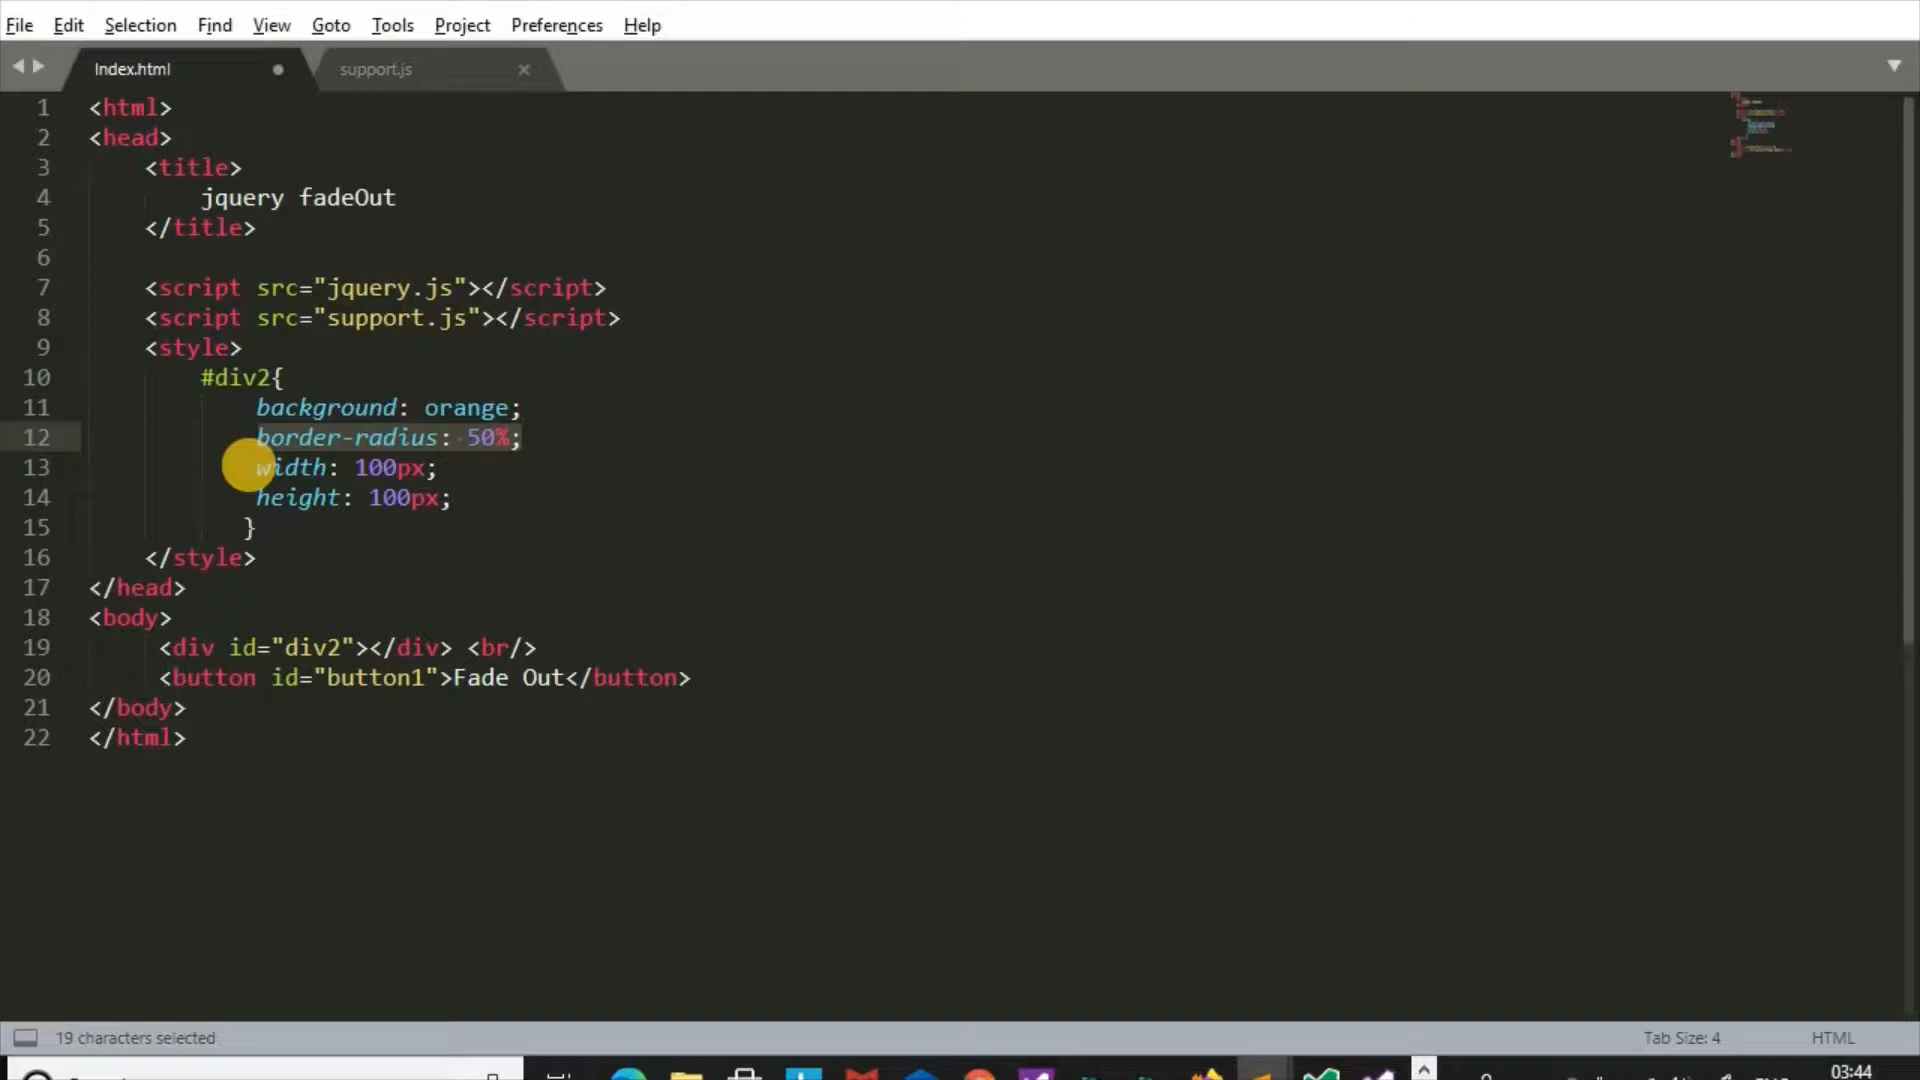 File Edit Selection Find View Goto Tools Project Preferences Help
Index.html support.js
1 <html>
2 <head>
3 <title>
4 jquery fadeOut
5 </title>
6
7 <script src="jquery.js"></script>
8 <script src="support.js"></script>
9 <style>
10 #div2{
11 background: orange;
12 border-radius: 50%;
13 width: 100px;
14 height: 100px;
15 }
16 </style>
17 </head>
18 <body>
19 <div id="div2"></div> <br/>
20 <button id="button1">Fade Out</button>
21 </body>
22 </html>
19 characters selected Tab Size: 4 HTML
03:44